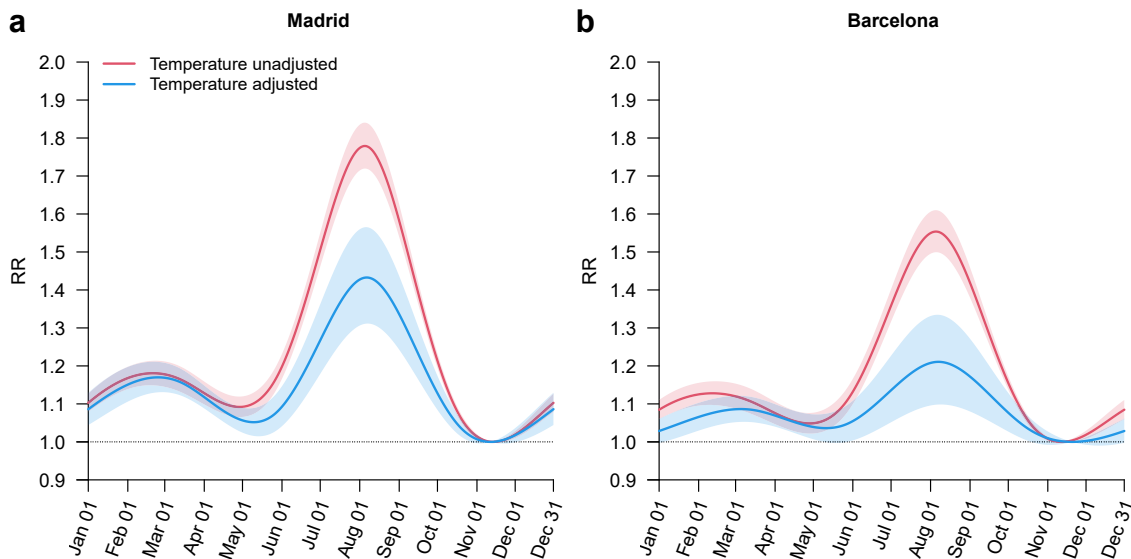 a
Madrid
2.0
1.9
1.8
1.7
1.6
1.5
1.4
1.3
1.2
1.1
1.0
0.9
RR
Temperature unadjusted
Temperature adjusted
Jan 01
Feb 01
Mar 01
Apr 01
May 01
Jun 01
Jul 01
Aug 01
Sep 01
Oct 01
Nov 01
Dec 01
Dec 31
b
Barcelona
2.0
1.9
1.8
1.7
1.6
1.5
1.4
1.3
1.2
1.1
1.0
0.9
RR
Jan 01
Feb 01
Mar 01
Apr 01
May 01
Jun 01
Jul 01
Aug 01
Sep 01
Oct 01
Nov 01
Dec 01
Dec 31